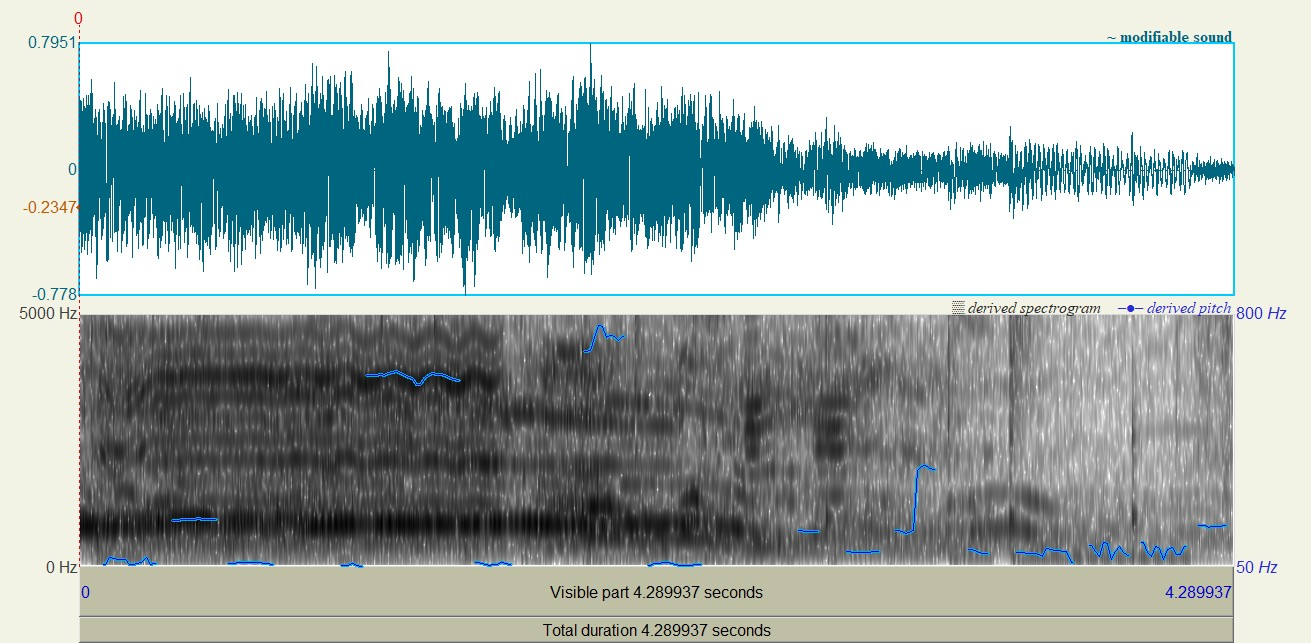 0
0.7951
~ modifiable sound
0
-0.2347
-0.778
5000 Hz
derived spectrogram
derived pitch
800 Hz
0 Hz
50 Hz
0
Visible part 4.289937 seconds
4.289937
Total duration 4.289937 seconds